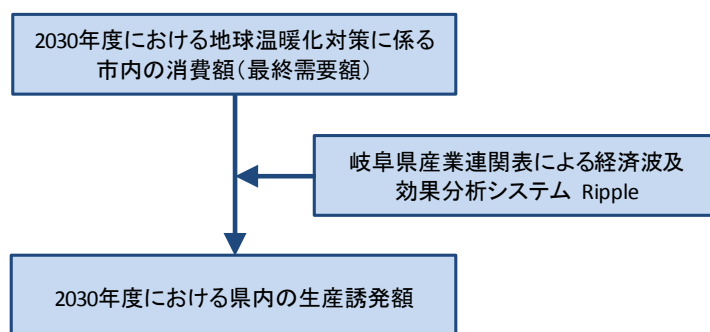 2030年度における地球温暖化対策に係る
市内の消費額(最終需要額)
岐阜県産業連関表による経済波及
効果分析システム Ripple
2030年度における県内の生産誘発額